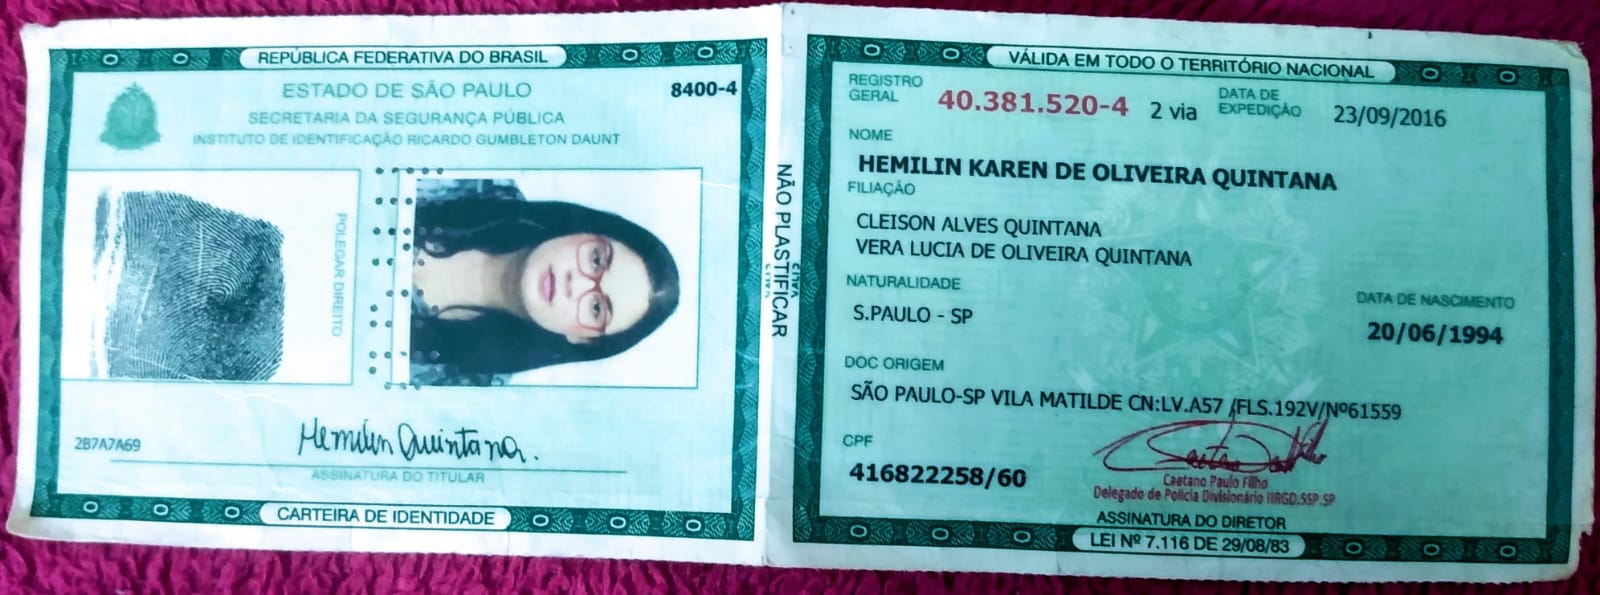 REPÚBLICA FEDERATIVA DO BRASIL
ESTADO DE SÃO PAULO
8400-4
SECRETARIA DA SEGURANÇA PÚBLICA
INSTITUTO DE IDENTIFICAÇÃO RICARDO GUMBLETON DAUNT
POLEGAR DIREITO
2B7A7A69
Hemilin Quintana.
ASSINATURA DO TITULAR
CARTEIRA DE IDENTIDADE
NÃO PLASTIFICAR
VÁLIDA EM TODO O TERRITÓRIO NACIONAL
REGISTRO GERAL 40.381.520-4 2 via DATA DE EXPEDIÇÃO 23/09/2016
NOME
HEMILIN KAREN DE OLIVEIRA QUINTANA
FILIAÇÃO
CLEISON ALVES QUINTANA
VERA LUCIA DE OLIVEIRA QUINTANA
NATURALIDADE
S.PAULO - SP
DATA DE NASCIMENTO
20/06/1994
DOC ORIGEM
SÃO PAULO-SP VILA MATILDE CN:LV.A57 /FLS.192V/Nº61559
CPF
416822258/60
Caetano Paulo Filho
Delegado de Polícia Divisionário IIRGD.SSP.SP
ASSINATURA DO DIRETOR
LEI Nº 7.116 DE 29/08/83